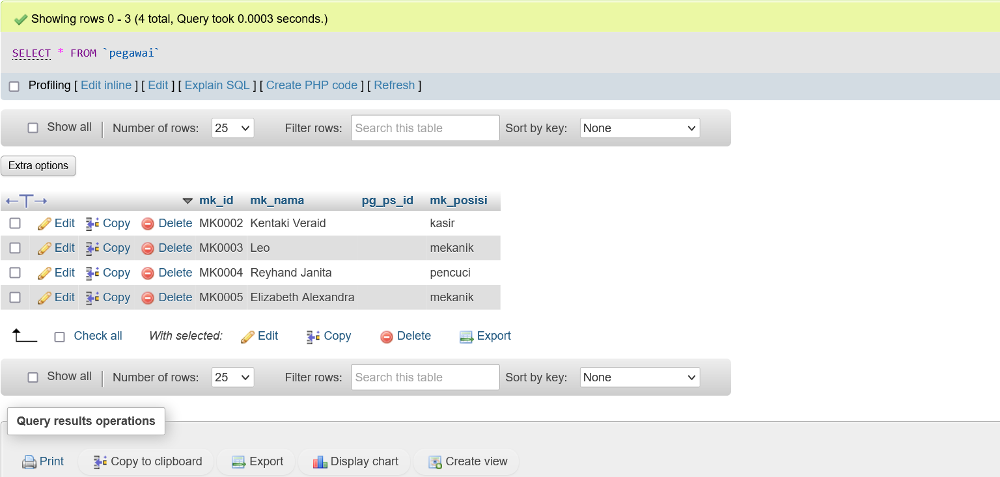 Showing rows 0 - 3 (4 total, Query took 0.0003 seconds.)
SELECT * FROM `pegawai`
Profiling [ Edit inline ] [ Edit ] [ Explain SQL ] [ Create PHP code ] [ Refresh ]
Show all Number of rows: 25 Filter rows: Search this table Sort by key: None
Extra options
mk_id mk_nama pg_ps_id mk_posisi
Edit Copy Delete MK0002 Kentaki Veraid kasir
Edit Copy Delete MK0003 Leo mekanik
Edit Copy Delete MK0004 Reyhand Janita pencuci
Edit Copy Delete MK0005 Elizabeth Alexandra mekanik
Check all With selected: Edit Copy Delete Export
Show all Number of rows: 25 Filter rows: Search this table Sort by key: None
Query results operations
Print Copy to clipboard Export Display chart Create view